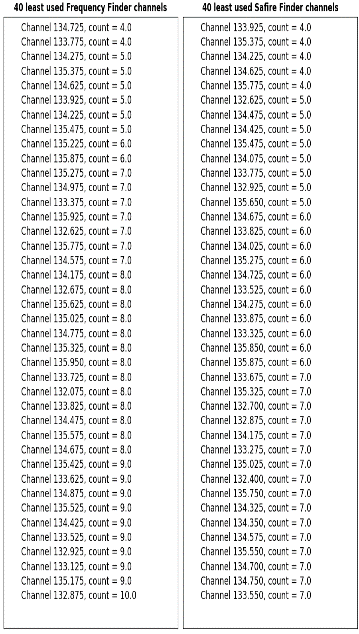 40 least used Frequency Finder channels
Channel 134.725, count = 4.0
Channel 133.775, count = 4.0
Channel 134.275, count = 5.0
Channel 135.375, count = 5.0
Channel 134.625, count = 5.0
Channel 133.925, count = 5.0
Channel 134.225, count = 5.0
Channel 135.475, count = 5.0
Channel 135.225, count = 6.0
Channel 135.875, count = 6.0
Channel 135.275, count = 7.0
Channel 134.975, count = 7.0
Channel 133.375, count = 7.0
Channel 135.925, count = 7.0
Channel 132.625, count = 7.0
Channel 135.775, count = 7.0
Channel 134.575, count = 7.0
Channel 134.175, count = 8.0
Channel 132.675, count = 8.0
Channel 135.625, count = 8.0
Channel 135.025, count = 8.0
Channel 134.775, count = 8.0
Channel 135.325, count = 8.0
Channel 135.950, count = 8.0
Channel 133.725, count = 8.0
Channel 132.075, count = 8.0
Channel 133.825, count = 8.0
Channel 134.475, count = 8.0
Channel 135.575, count = 8.0
Channel 134.675, count = 8.0
Channel 135.425, count = 9.0
Channel 133.625, count = 9.0
Channel 134.875, count = 9.0
Channel 135.525, count = 9.0
Channel 134.425, count = 9.0
Channel 133.525, count = 9.0
Channel 132.925, count = 9.0
Channel 133.125, count = 9.0
Channel 135.175, count = 9.0
Channel 132.875, count = 10.0
40 least used Safire Finder channels
Channel 133.925, count = 4.0
Channel 135.375, count = 4.0
Channel 134.225, count = 4.0
Channel 134.625, count = 4.0
Channel 135.775, count = 4.0
Channel 132.625, count = 5.0
Channel 134.475, count = 5.0
Channel 134.425, count = 5.0
Channel 135.475, count = 5.0
Channel 134.075, count = 5.0
Channel 133.775, count = 5.0
Channel 132.925, count = 5.0
Channel 135.650, count = 5.0
Channel 134.675, count = 6.0
Channel 133.825, count = 6.0
Channel 134.025, count = 6.0
Channel 135.275, count = 6.0
Channel 134.725, count = 6.0
Channel 133.525, count = 6.0
Channel 134.275, count = 6.0
Channel 133.875, count = 6.0
Channel 133.325, count = 6.0
Channel 135.850, count = 6.0
Channel 135.875, count = 6.0
Channel 133.675, count = 7.0
Channel 135.325, count = 7.0
Channel 132.700, count = 7.0
Channel 132.875, count = 7.0
Channel 134.175, count = 7.0
Channel 133.275, count = 7.0
Channel 135.025, count = 7.0
Channel 132.400, count = 7.0
Channel 135.750, count = 7.0
Channel 134.325, count = 7.0
Channel 134.350, count = 7.0
Channel 134.575, count = 7.0
Channel 135.550, count = 7.0
Channel 134.700, count = 7.0
Channel 134.750, count = 7.0
Channel 133.550, count = 7.0